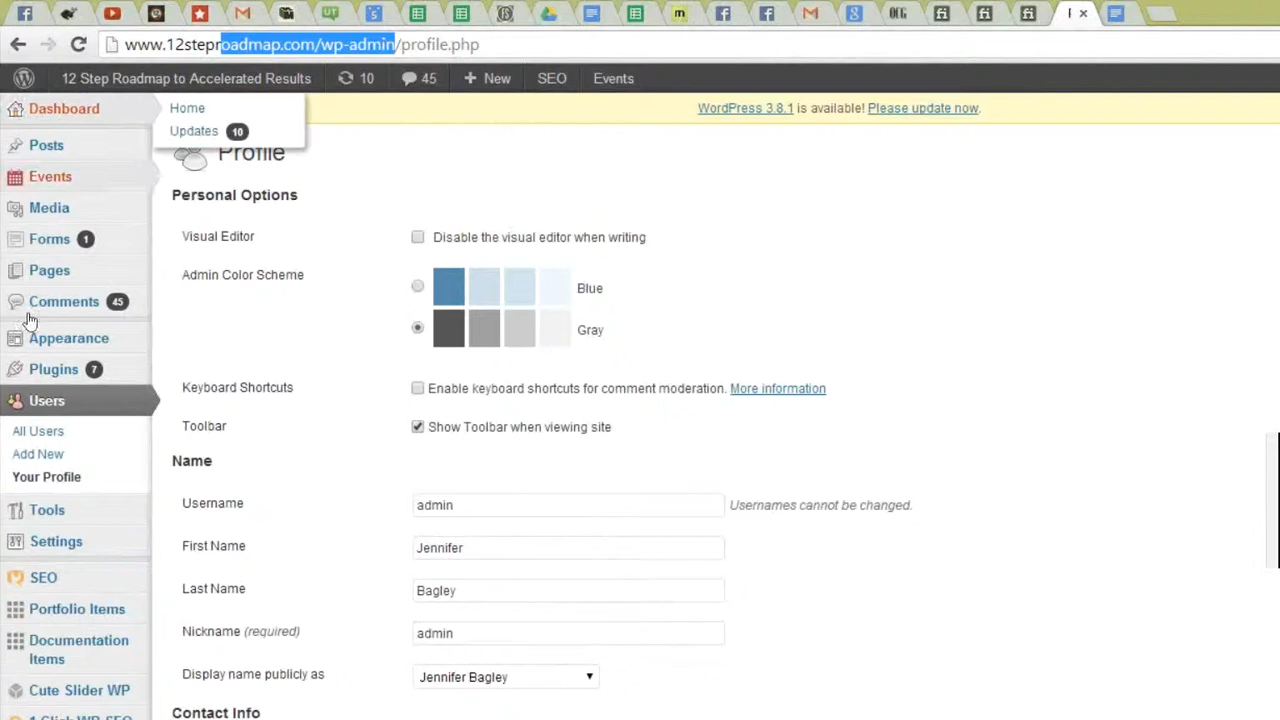 www.12steproadmap.com/wp-admin/profile.php
12 Step Roadmap to Accelerated Results 10 45 New SEO Events
Dashboard
Home
Updates 10
WordPress 3.8.1 is available! Please update now.
Posts
Events
Media
Forms 1
Pages
Comments 45
Appearance
Plugins 7
Users
All Users
Add New
Your Profile
Tools
Settings
SEO
Portfolio Items
Documentation
Items
Cute Slider WP
1 Click WP SEO
Profile
Personal Options
Visual Editor Disable the visual editor when writing
Admin Color Scheme
Blue
Gray
Keyboard Shortcuts Enable keyboard shortcuts for comment moderation. More information
Toolbar Show Toolbar when viewing site
Name
Username admin Usernames cannot be changed.
First Name Jennifer
Last Name Bagley
Nickname (required) admin
Display name publicly as Jennifer Bagley
Contact Info